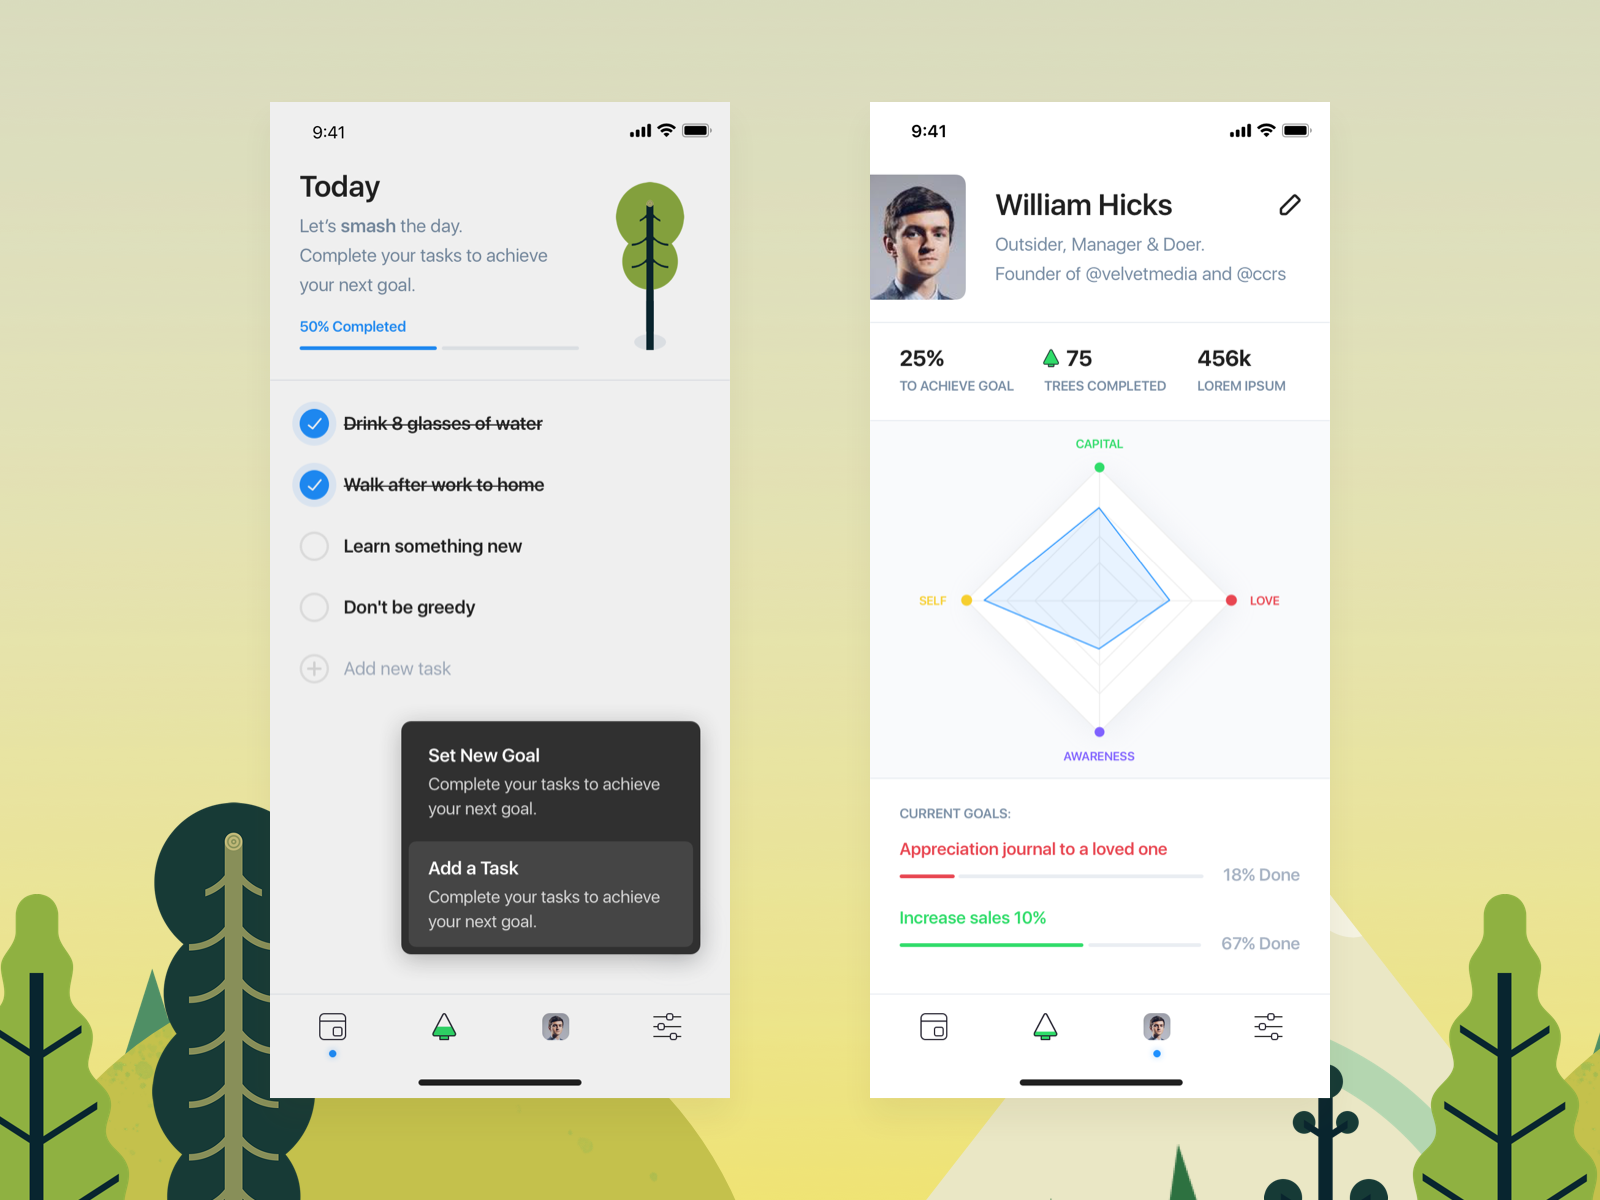 9:41
Today
Let’s smash the day.
Complete your tasks to achieve
your next goal.
50% Completed
Drink 8 glasses of water
Walk after work to home
Learn something new
Don't be greedy
Add new task
Set New Goal
Complete your tasks to achieve
your next goal.
Add a Task
Complete your tasks to achieve
your next goal.
9:41
William Hicks
Outsider, Manager & Doer.
Founder of @velvetmedia and @ccrs
25%
TO ACHIEVE GOAL
75
TREES COMPLETED
456k
LOREM IPSUM
CAPITAL
SELF
LOVE
AWARENESS
CURRENT GOALS:
Appreciation journal to a loved one
18% Done
Increase sales 10%
67% Done